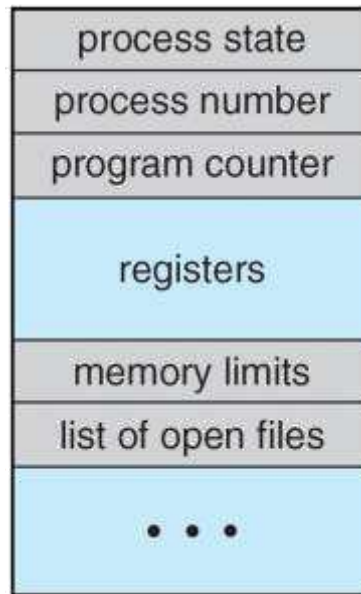 process state
process number
program counter
registers
memory limits
list of open files
• • •